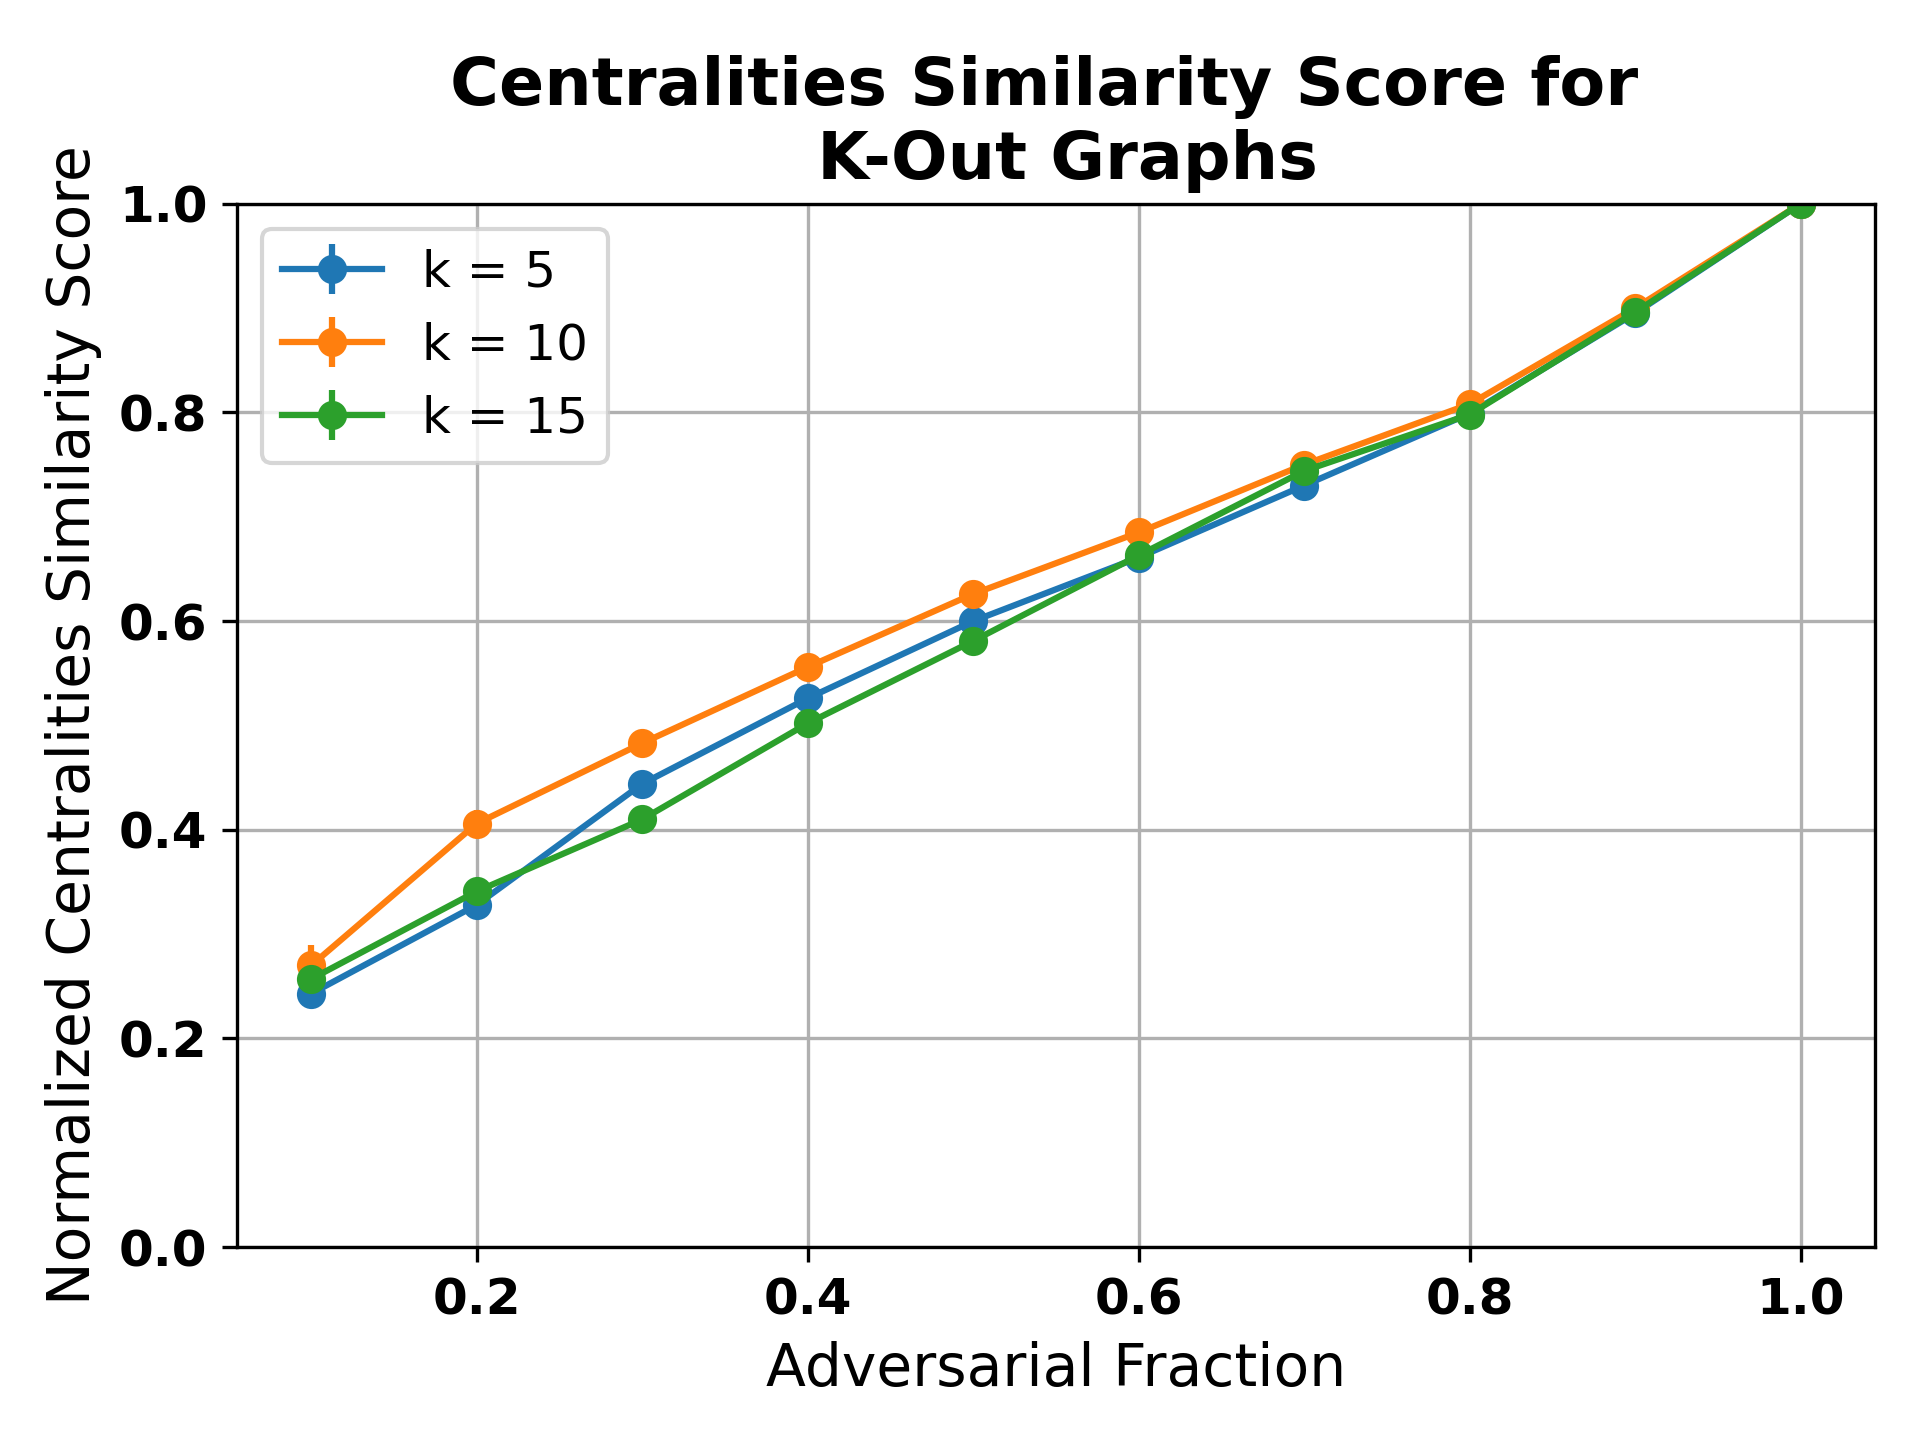 Centralities Similarity Score for
K-Out Graphs
Normalized Centralities Similarity Score
1.0
0.8
0.6
0.4
0.2
0.0
k = 5
k = 10
k = 15
0.2 0.4 0.6 0.8 1.0
Adversarial Fraction